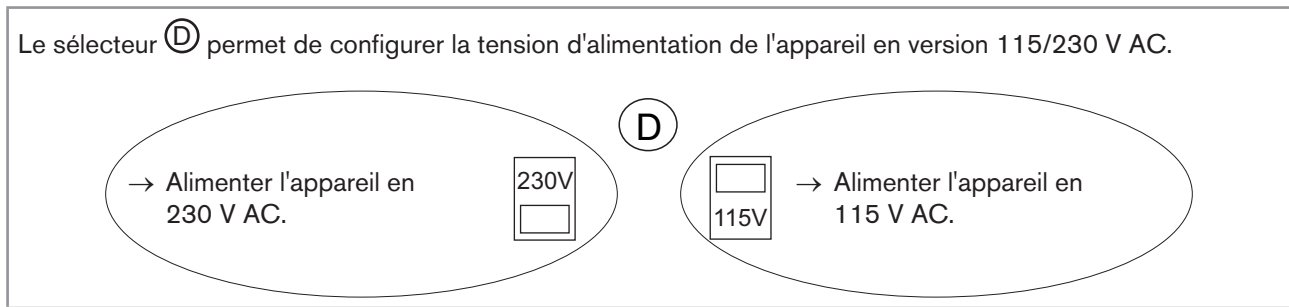 Le sélecteur D permet de configurer la tension d'alimentation de l'appareil en version 115/230 V AC.
D
→ Alimenter l'appareil en
230 V AC.
230V
115V
→ Alimenter l'appareil en
115 V AC.